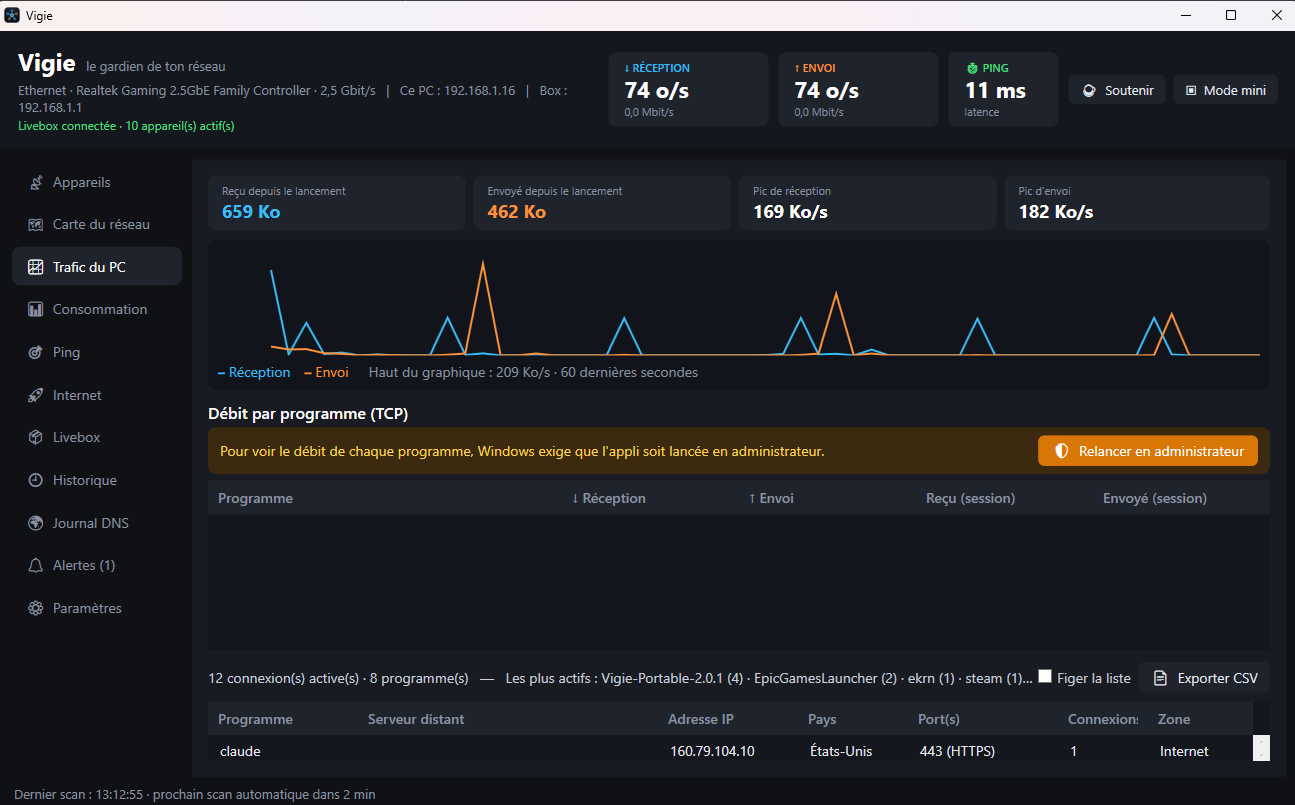 Vigie
Vigie le gardien de ton réseau
Ethernet · Realtek Gaming 2.5GbE Family Controller · 2,5 Gbit/s | Ce PC : 192.168.1.16 | Box :
192.168.1.1
Livebox connectée · 10 appareil(s) actif(s)
↓ RÉCEPTION
74 o/s
0,0 Mbit/s
↑ ENVOI
74 o/s
0,0 Mbit/s
PING
11 ms
latence
Soutenir
Mode mini
Appareils
Carte du réseau
Trafic du PC
Consommation
Ping
Internet
Livebox
Historique
Journal DNS
Alertes (1)
Paramètres
Reçu depuis le lancement
659 Ko
Envoyé depuis le lancement
462 Ko
Pic de réception
169 Ko/s
Pic d'envoi
182 Ko/s
Réception Envoi Haut du graphique : 209 Ko/s · 60 dernières secondes
Débit par programme (TCP)
Pour voir le débit de chaque programme, Windows exige que l'appli soit lancée en administrateur.
Relancer en administrateur
Programme ↓ Réception ↑ Envoi Reçu (session) Envoyé (session)
12 connexion(s) active(s) · 8 programme(s) — Les plus actifs : Vigie-Portable-2.0.1 (4) · EpicGamesLauncher (2) · ekrn (1) · steam (1)...
Figer la liste
Exporter CSV
Programme Serveur distant Adresse IP Pays Port(s) Connexions Zone
claude 160.79.104.10 États-Unis 443 (HTTPS) 1 Internet
Dernier scan : 13:12:55 · prochain scan automatique dans 2 min